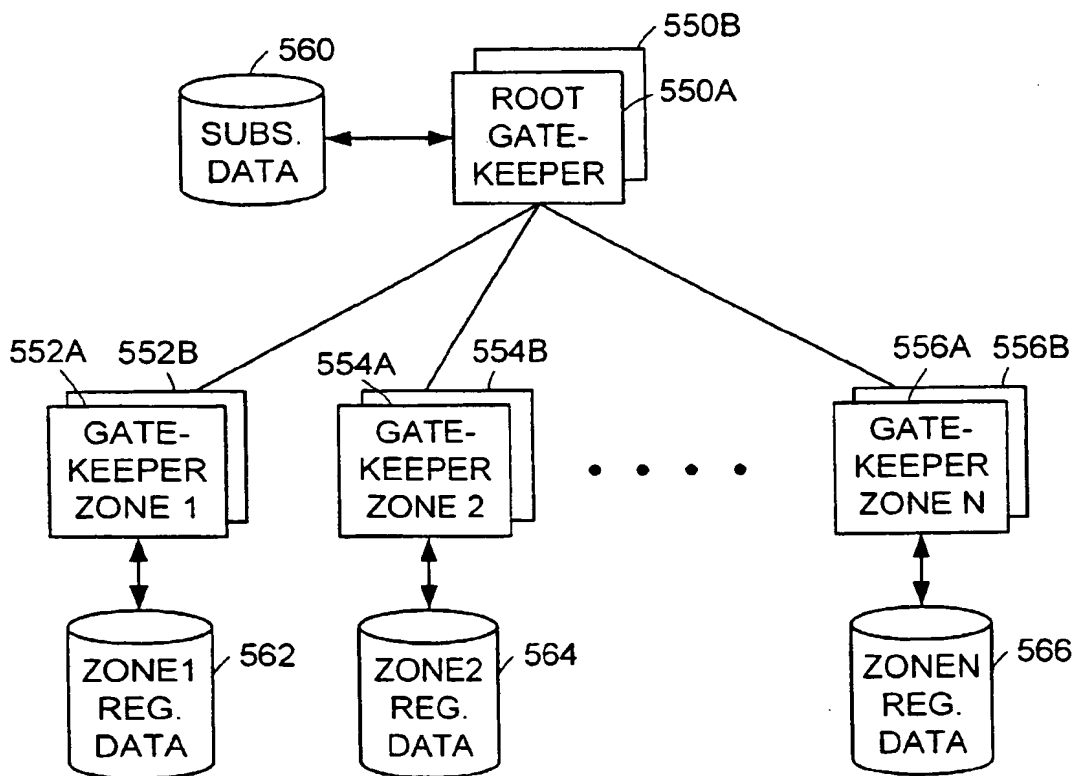 560
550B
550A
SUBS.
DATA
ROOT
GATE-
KEEPER
552A
552B
554A
554B
556A
556B
GATE-
KEEPER
ZONE 1
GATE-
KEEPER
ZONE 2
GATE-
KEEPER
ZONE N
ZONE1
REG.
DATA
562
ZONE2
REG.
DATA
564
ZONEN
REG.
DATA
566